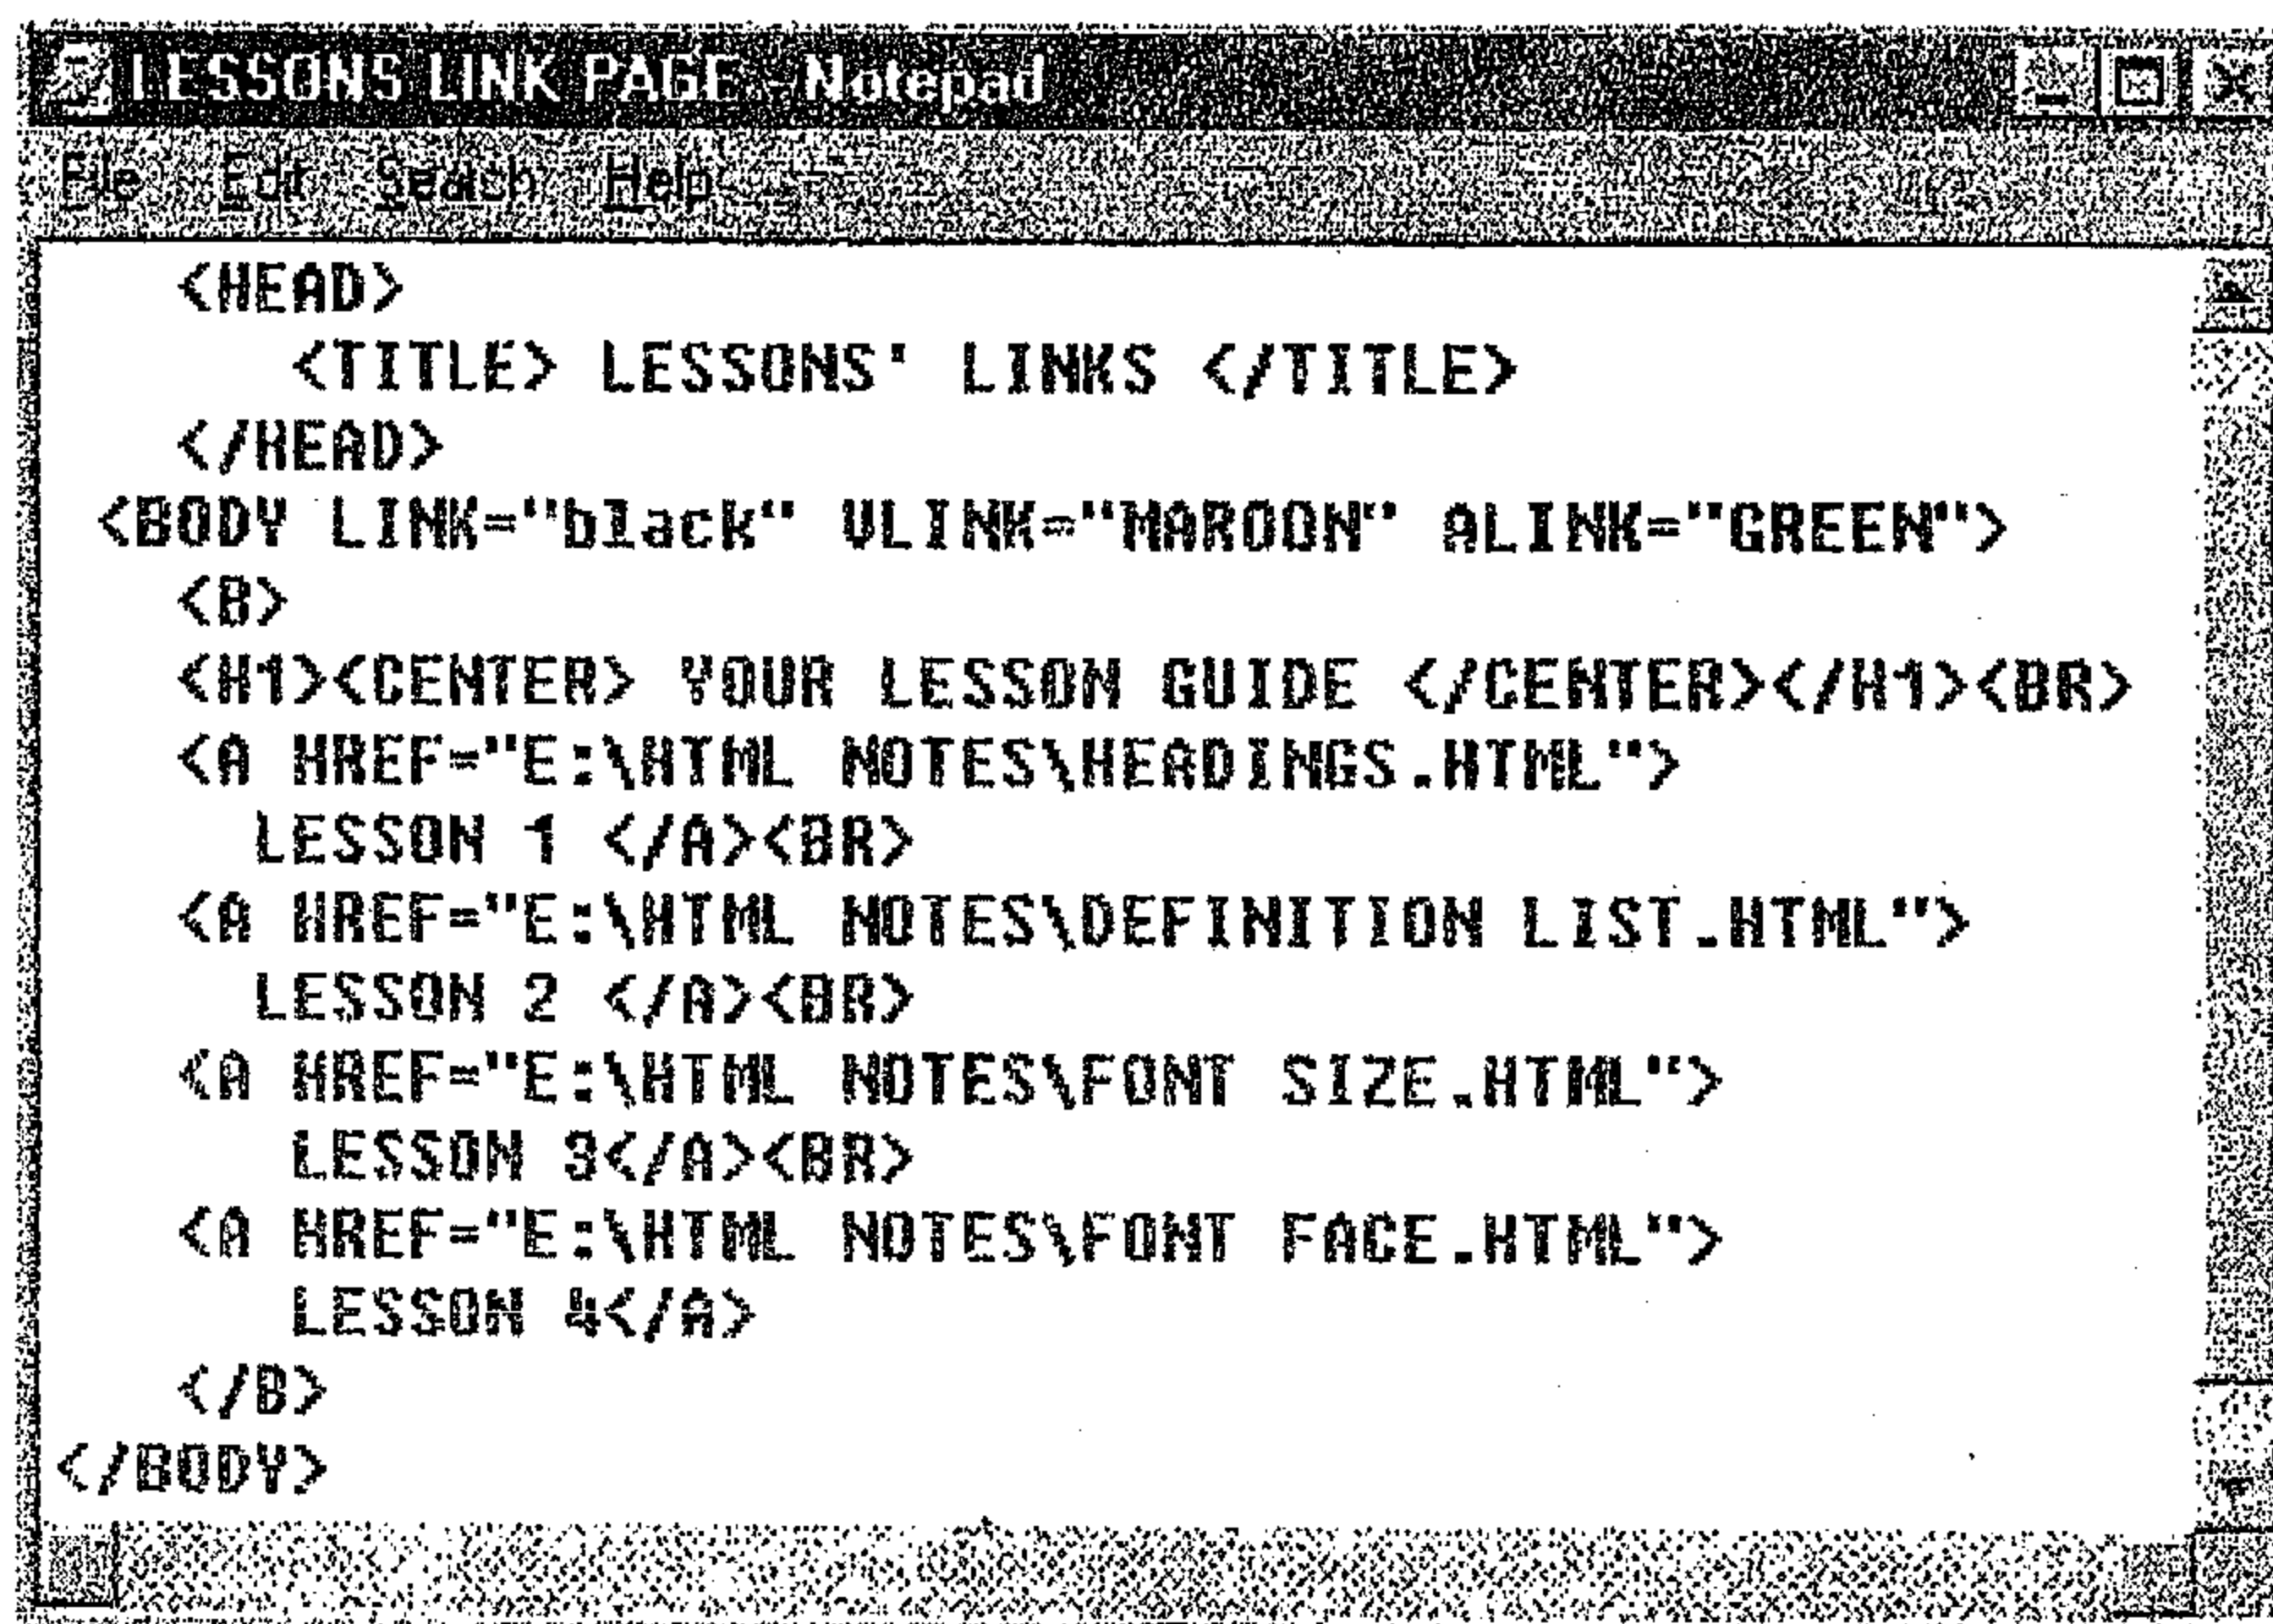 LESSONS LINK PAGE - Notepad
File Edit Search Help
<HEAD>
<TITLE> LESSONS' LINKS </TITLE>
</HEAD>
<BODY LINK="black" VLINK="MAROON" ALINK="GREEN">
<B>
<H1><CENTER> YOUR LESSON GUIDE </CENTER></H1><BR>
<A HREF="E:\HTML NOTES\HEADINGS.HTML">
LESSON 1 </A><BR>
<A HREF="E:\HTML NOTES\DEFINITION LIST.HTML">
LESSON 2 </A><BR>
<A HREF="E:\HTML NOTES\FONT SIZE.HTML">
LESSON 3</A><BR>
<A HREF="E:\HTML NOTES\FONT FACE.HTML">
LESSON 4</A>
</B>
</BODY>